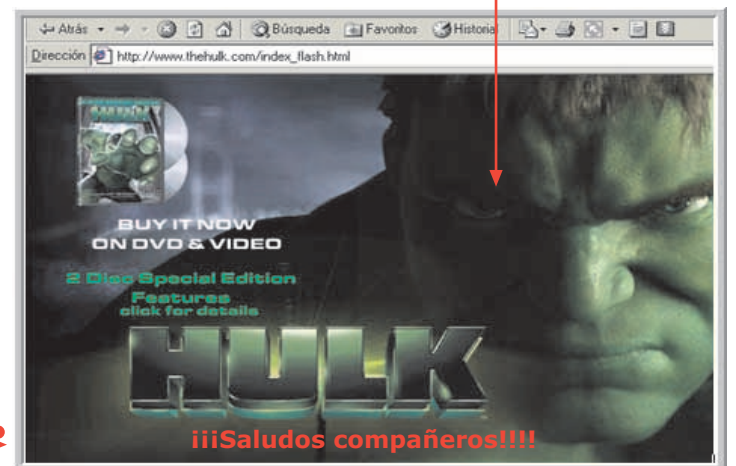 Atrás Búsqueda Favoritos Historial
Dirección http://www.thehulk.com/index_flash.html
BUY IT NOW
ON DVD & VIDEO
2 Disc Special Edition
Features
click for details
HULK
¡¡¡Saludos compañeros!!!!